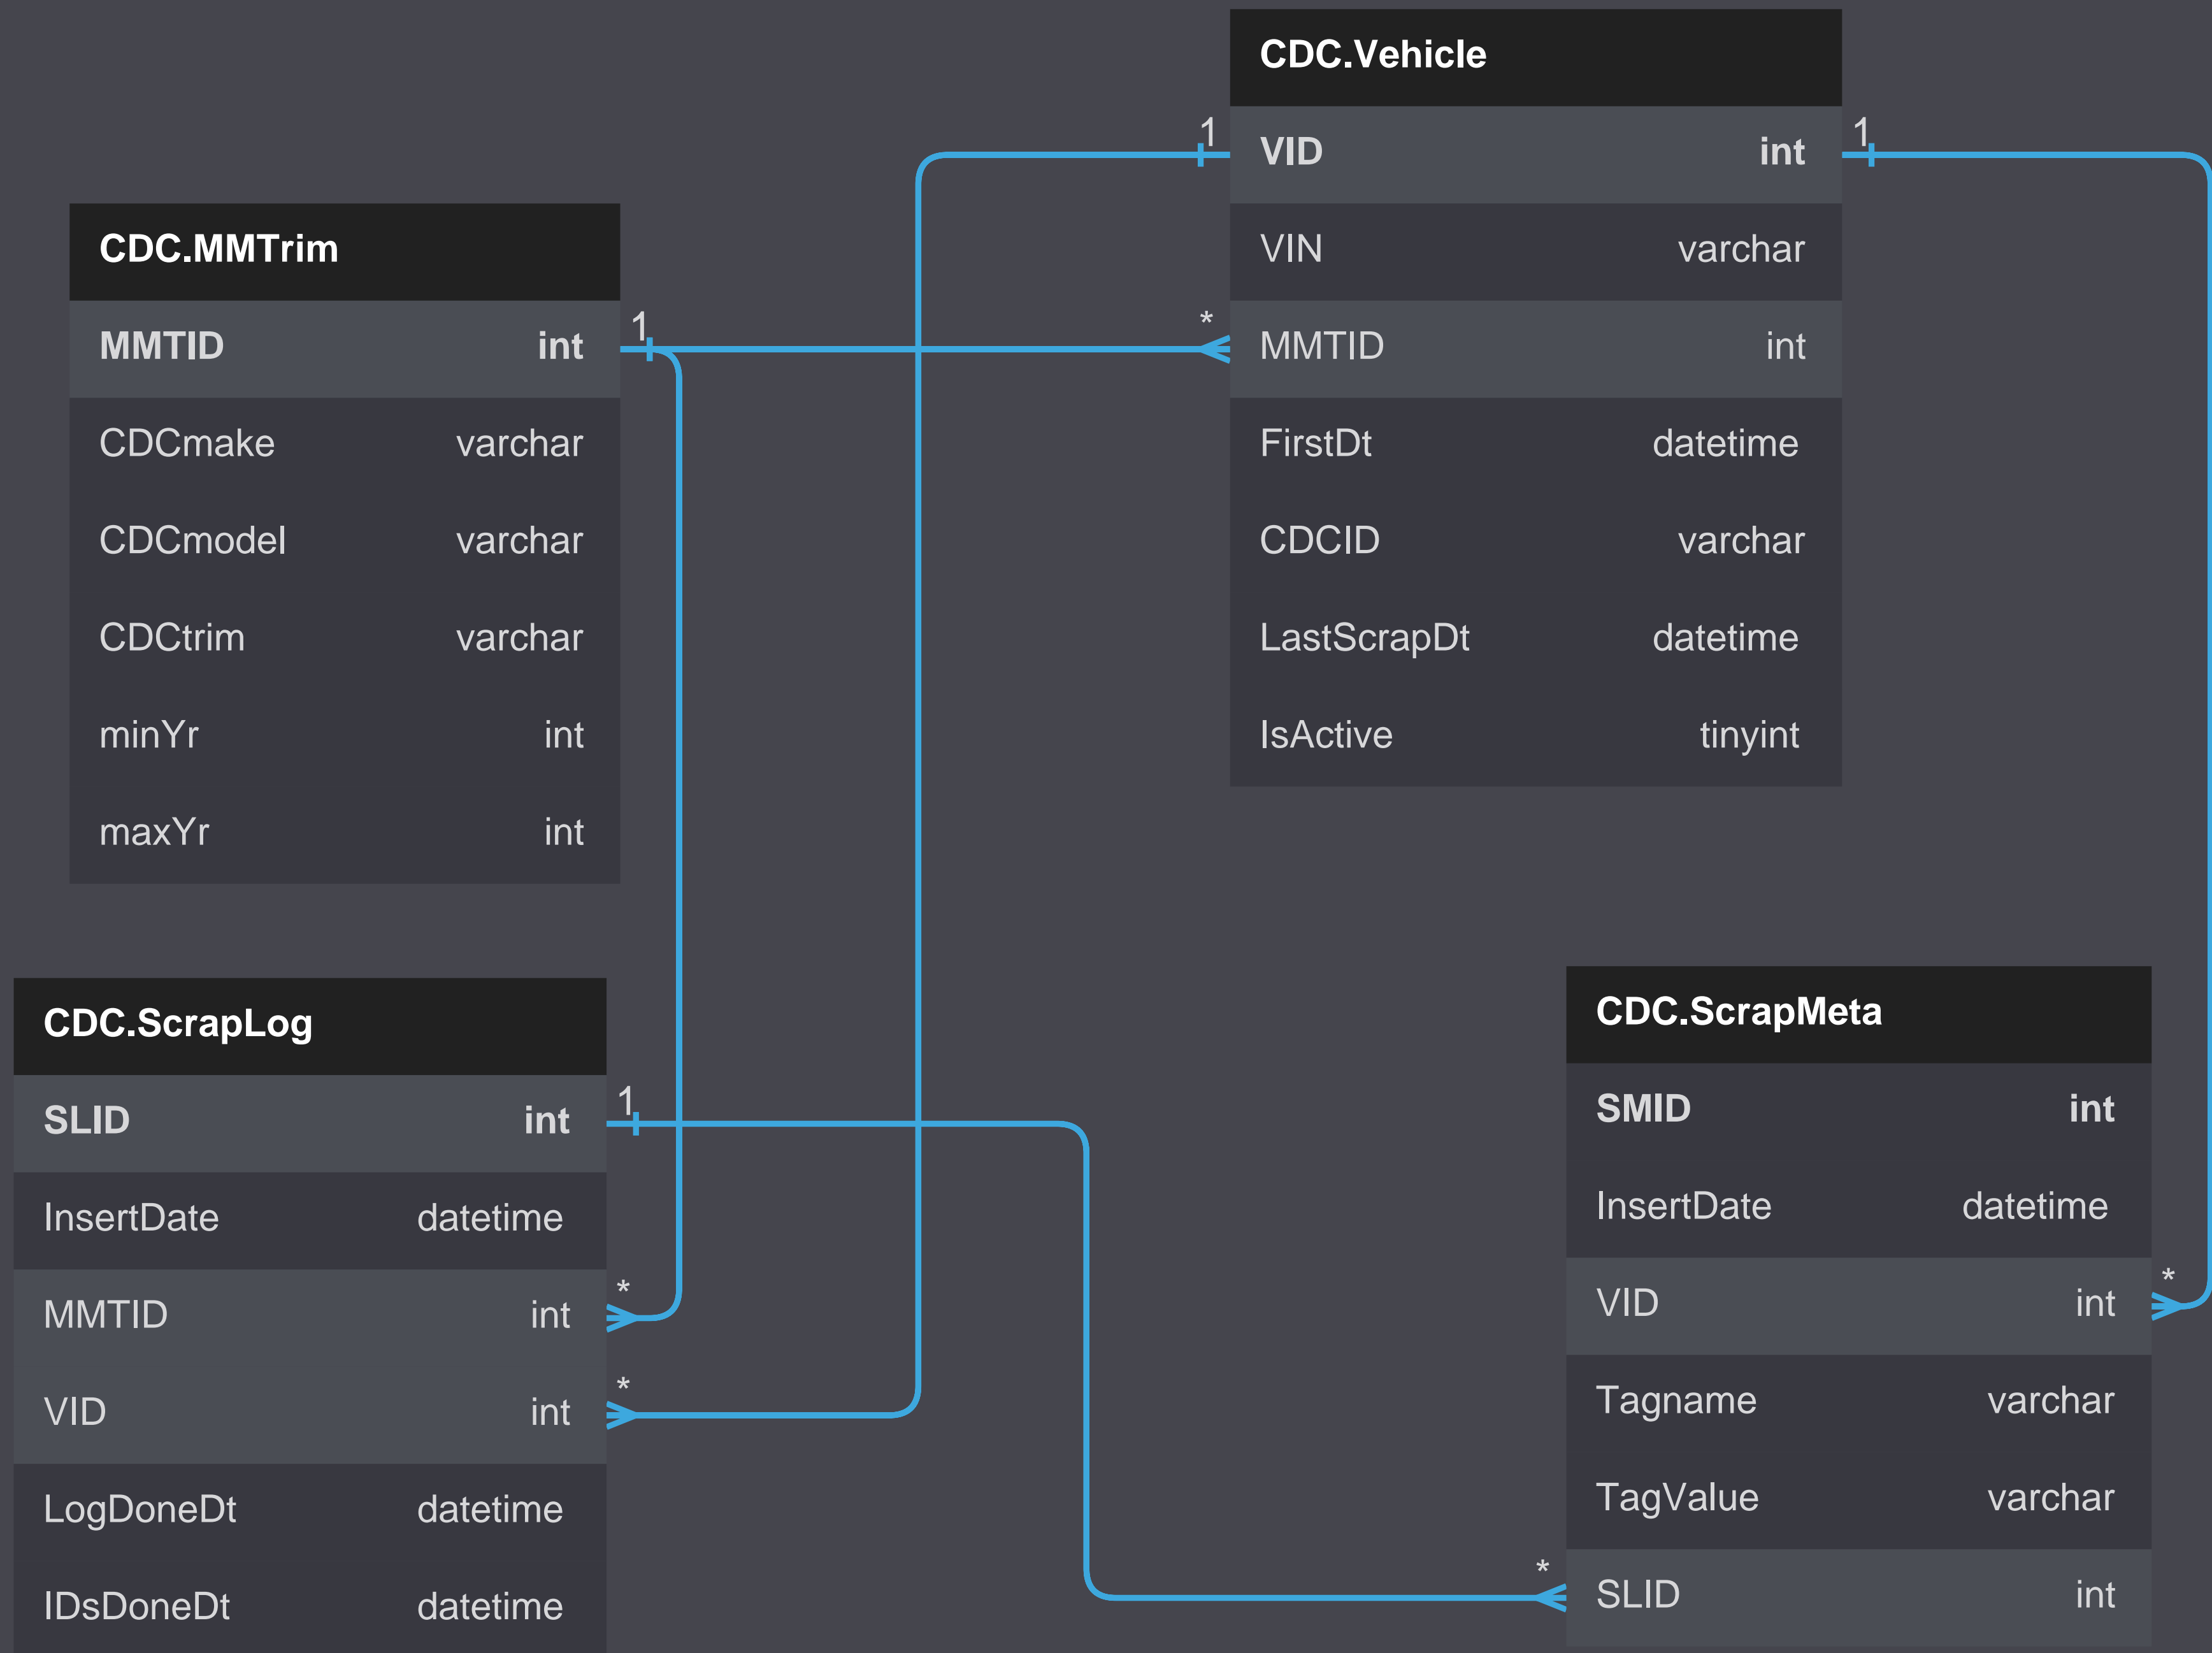 CDC.Vehicle
1
VID int
1
VIN varchar
*
MMTID int
FirstDt datetime
CDCID varchar
LastScrapDt datetime
IsActive tinyint
CDC.MMTrim
MMTID int
1
CDCmake varchar
CDCmodel varchar
CDCtrim varchar
minYr int
maxYr int
CDC.ScrapLog
SLID int
1
InsertDate datetime
MMTID int
*
VID int
*
LogDoneDt datetime
IDsDoneDt datetime
CDC.ScrapMeta
SMID int
InsertDate datetime
VID int
*
Tagname varchar
TagValue varchar
*
SLID int